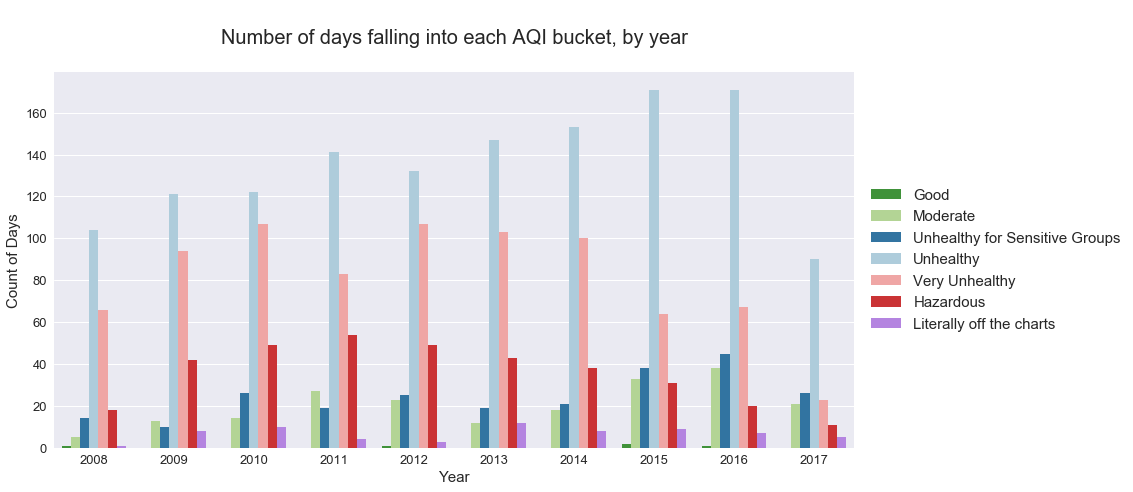 Number of days falling into each AQI bucket, by year
160
140
120
100
80
60
40
20
0
Count of Days
2008 2009 2010 2011 2012 2013 2014 2015 2016 2017
Year
Good
Moderate
Unhealthy for Sensitive Groups
Unhealthy
Very Unhealthy
Hazardous
Literally off the charts